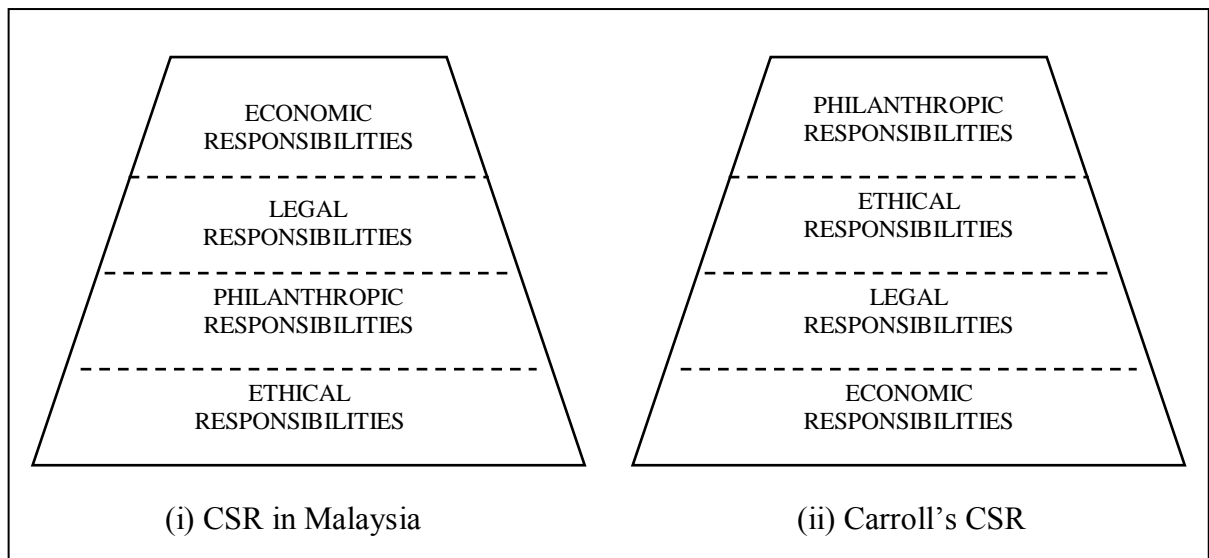 ECONOMIC
RESPONSIBILITIES
LEGAL
RESPONSIBILITIES
PHILANTHROPIC
RESPONSIBILITIES
ETHICAL
RESPONSIBILITIES
(i) CSR in Malaysia
PHILANTHROPIC
RESPONSIBILITIES
ETHICAL
RESPONSIBILITIES
LEGAL
RESPONSIBILITIES
ECONOMIC
RESPONSIBILITIES
(ii) Carroll’s CSR